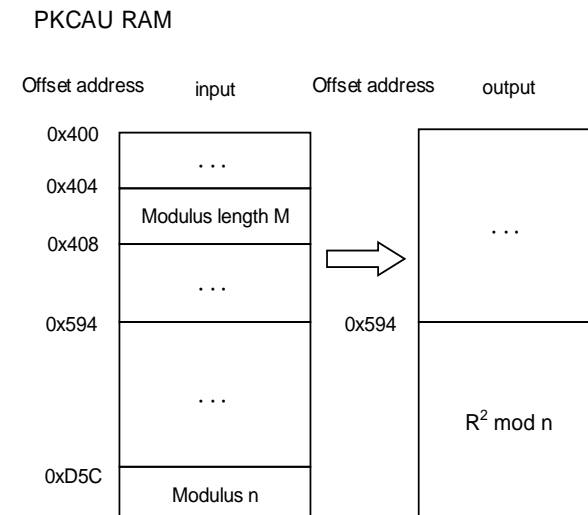 PKCAU RAM
Offset address input Offset address output
0x400
. . .
0x404
Modulus length M
0x408
. . .
. . .
0x594 0x594
. . .
R² mod n
0xD5C
Modulus n